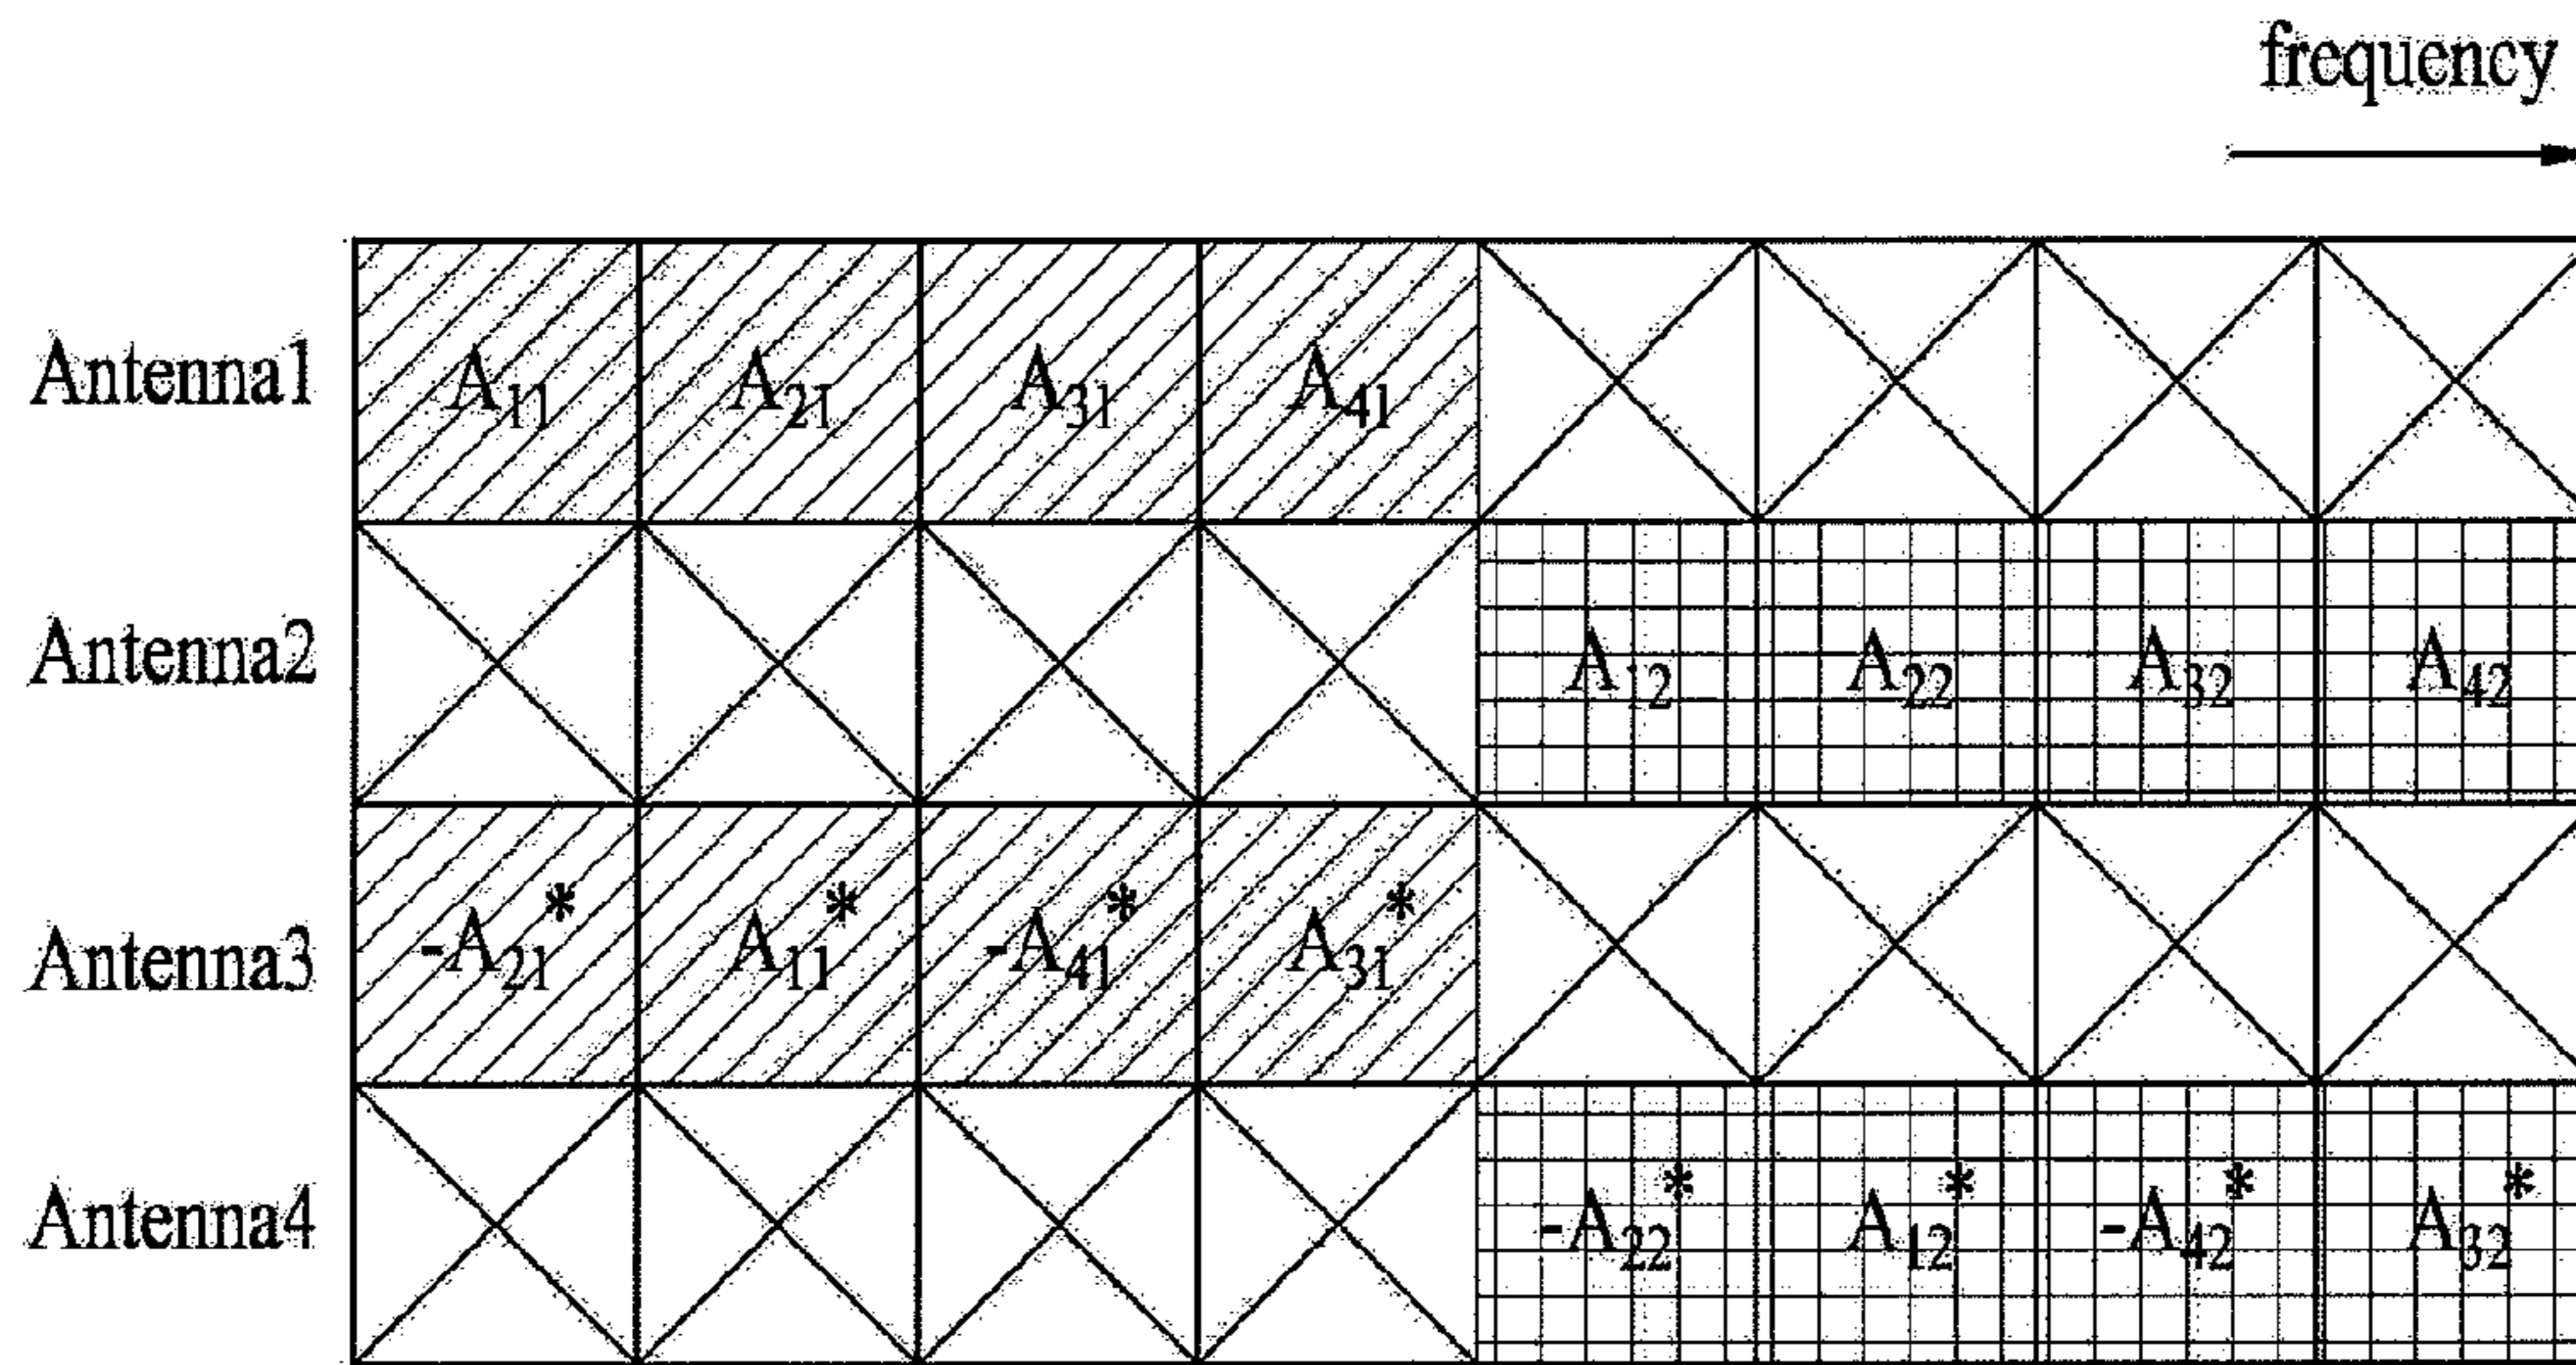 frequency
Antenna1 A11 A21 A31 A41
Antenna2 A12 A22 A32 A42
Antenna3 -A21* A11* -A41* A31*
Antenna4 -A22* A12* -A42* A32*